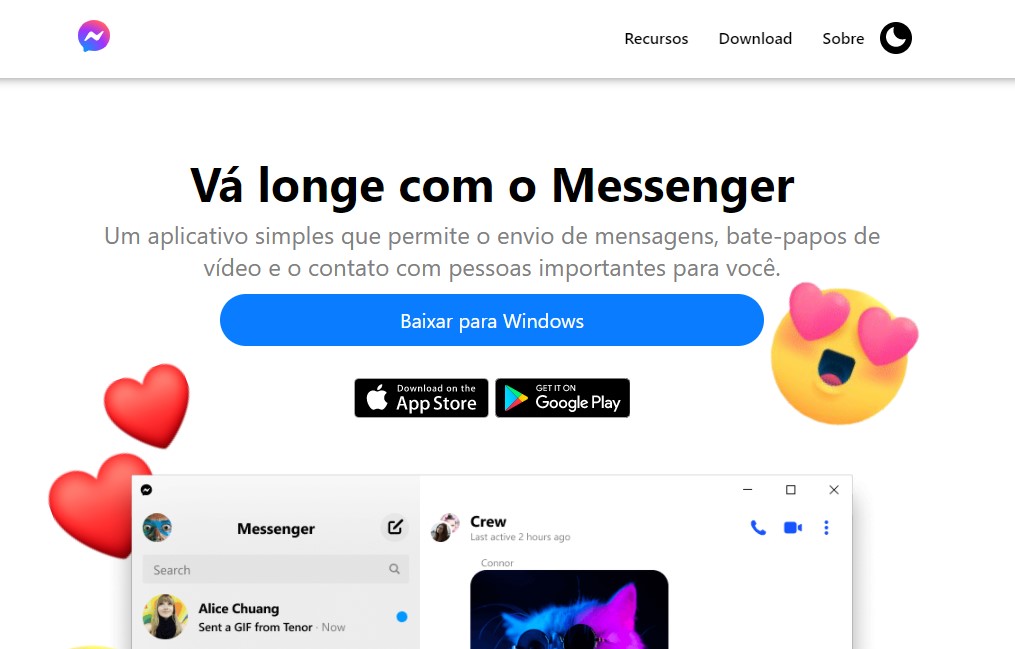 Recursos Download Sobre
Vá longe com o Messenger
Um aplicativo simples que permite o envio de mensagens, bate-papos de
vídeo e o contato com pessoas importantes para você.
Baixar para Windows
Download on the
App Store
GET IT ON
Google Play
Messenger
Search
Alice Chuang
Sent a GIF from Tenor · Now
Crew
Last active 2 hours ago
Connor